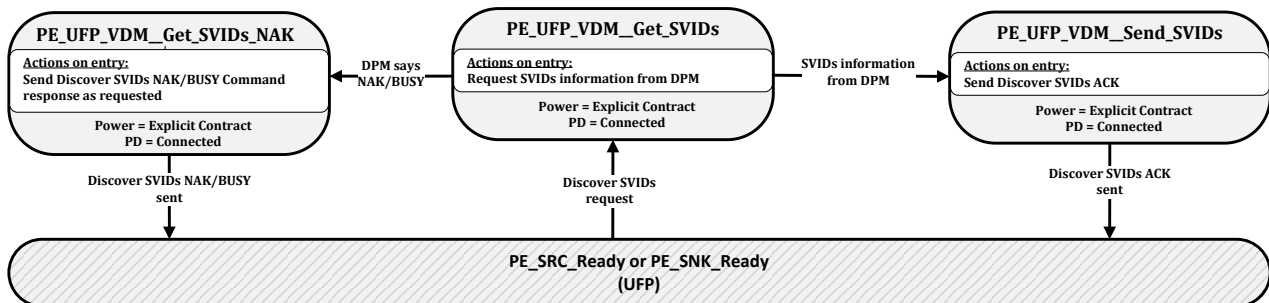 PE_UFP_VDM__Get_SVIDs_NAK
Actions on entry:
Send Discover SVIDs NAK/BUSY Command
response as requested
Power = Explicit Contract
PD = Connected
DPM says
NAK/BUSY
PE_UFP_VDM__Get_SVIDs
Actions on entry:
Request SVIDs information from DPM
Power = Explicit Contract
PD = Connected
SVIDs information
from DPM
PE_UFP_VDM__Send_SVIDs
Actions on entry:
Send Discover SVIDs ACK
Power = Explicit Contract
PD = Connected
Discover SVIDs NAK/BUSY
sent
Discover SVIDs
request
Discover SVIDs ACK
sent
PE_SRC_Ready or PE_SNK_Ready
(UFP)